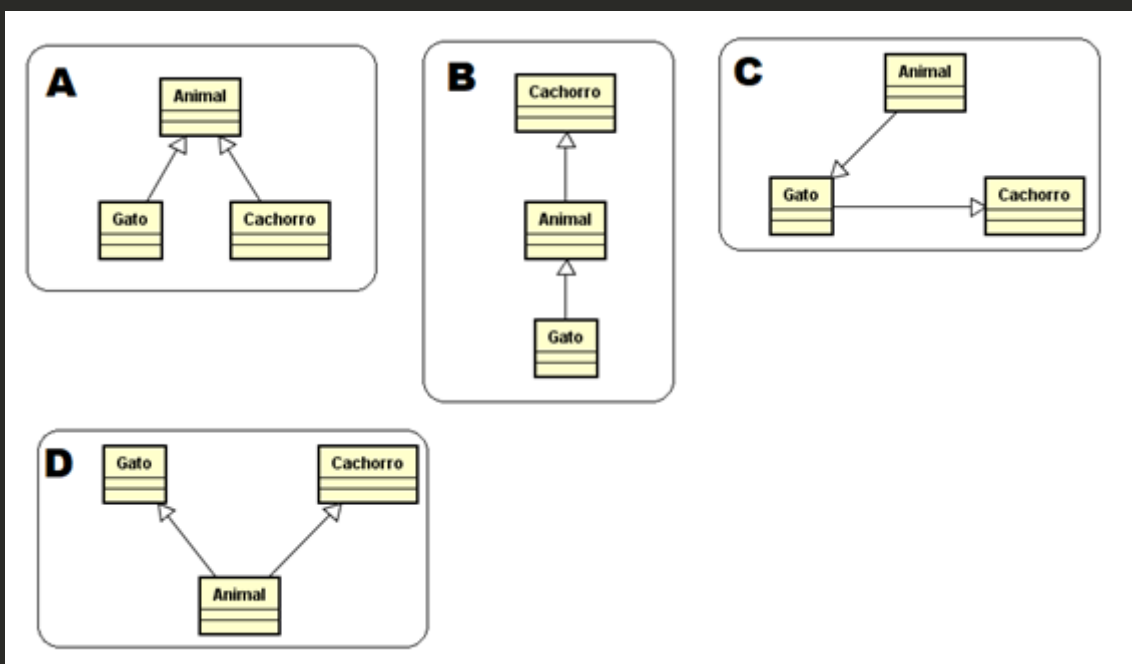 A
Animal
Gato
Cachorro
B
Cachorro
Animal
Gato
C
Animal
Gato
Cachorro
D
Gato
Cachorro
Animal